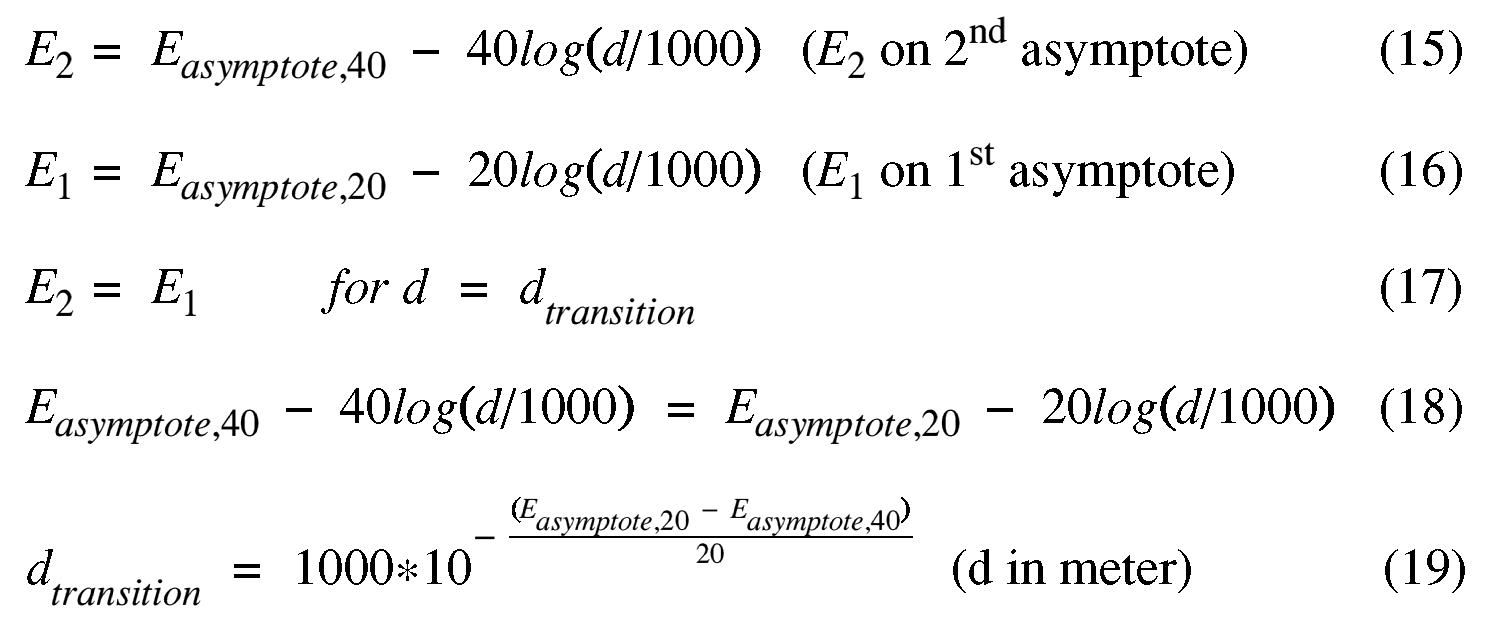 E₂ = E_asymptote,40 − 40log(d/1000) (E₂ on 2ⁿᵈ asymptote) (15)
E₁ = E_asymptote,20 − 20log(d/1000) (E₁ on 1ˢᵗ asymptote) (16)
E₂ = E₁ for d = d_transition (17)
E_asymptote,40 − 40log(d/1000) = E_asymptote,20 − 20log(d/1000) (18)
d_transition = 1000*10^(−(E_asymptote,20 − E_asymptote,40)/20) (d in meter) (19)